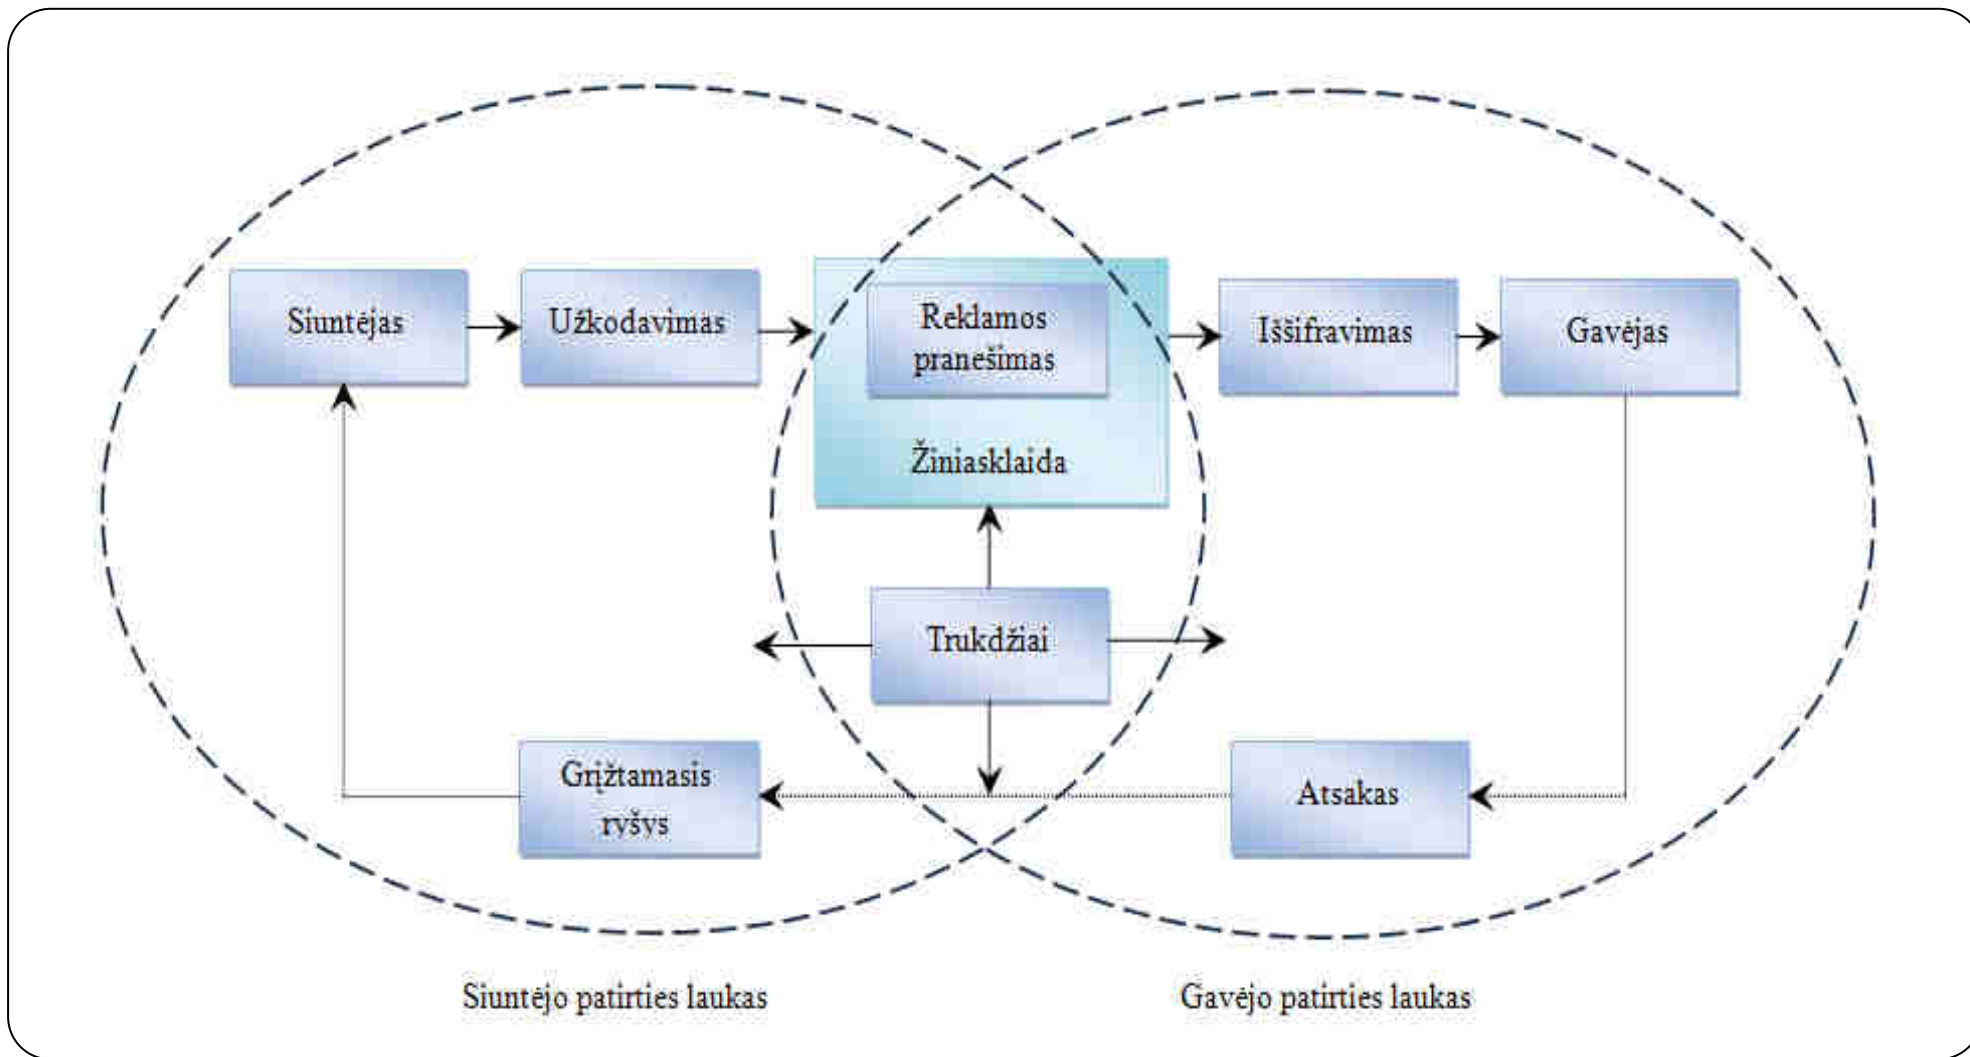 Siuntėjas
Užkodavimas
Reklamos
pranešimas
Žiniasklaida
Iššifravimas
Gavėjas
Trukdžiai
Grįžtamasis
ryšys
Atsakas
Siuntėjo patirties laukas
Gavėjo patirties laukas